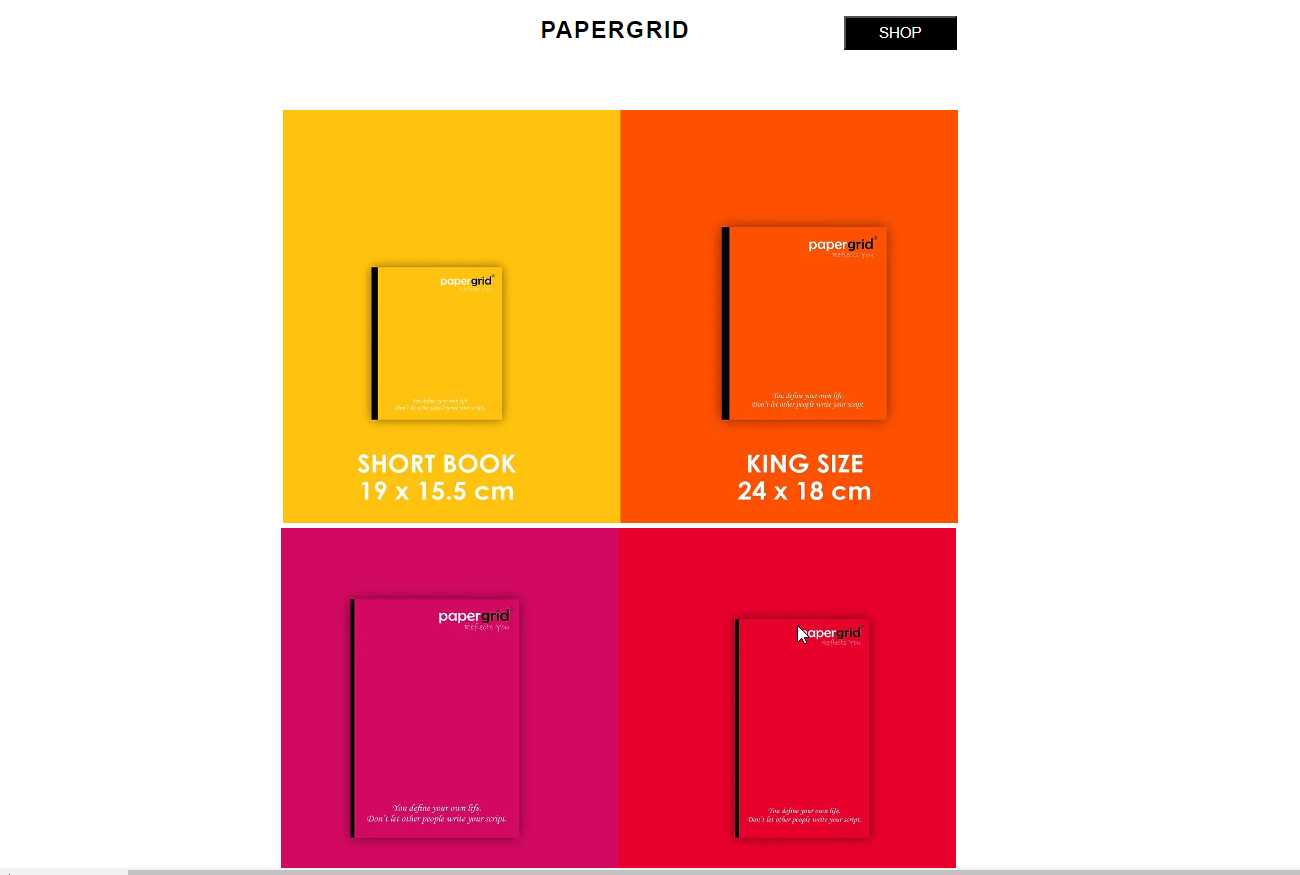 PAPERGRID
SHOP
papergrid
You define your own life.
Don't let other people write your script.
SHORT BOOK
19 x 15.5 cm
papergrid
Reflects You
You define your own life.
Don't let other people write your script.
KING SIZE
24 x 18 cm
papergrid
Reflects You
You define your own life.
Don't let other people write your script.
apergrid
Reflects You
You define your own life.
Don't let other people write your script.